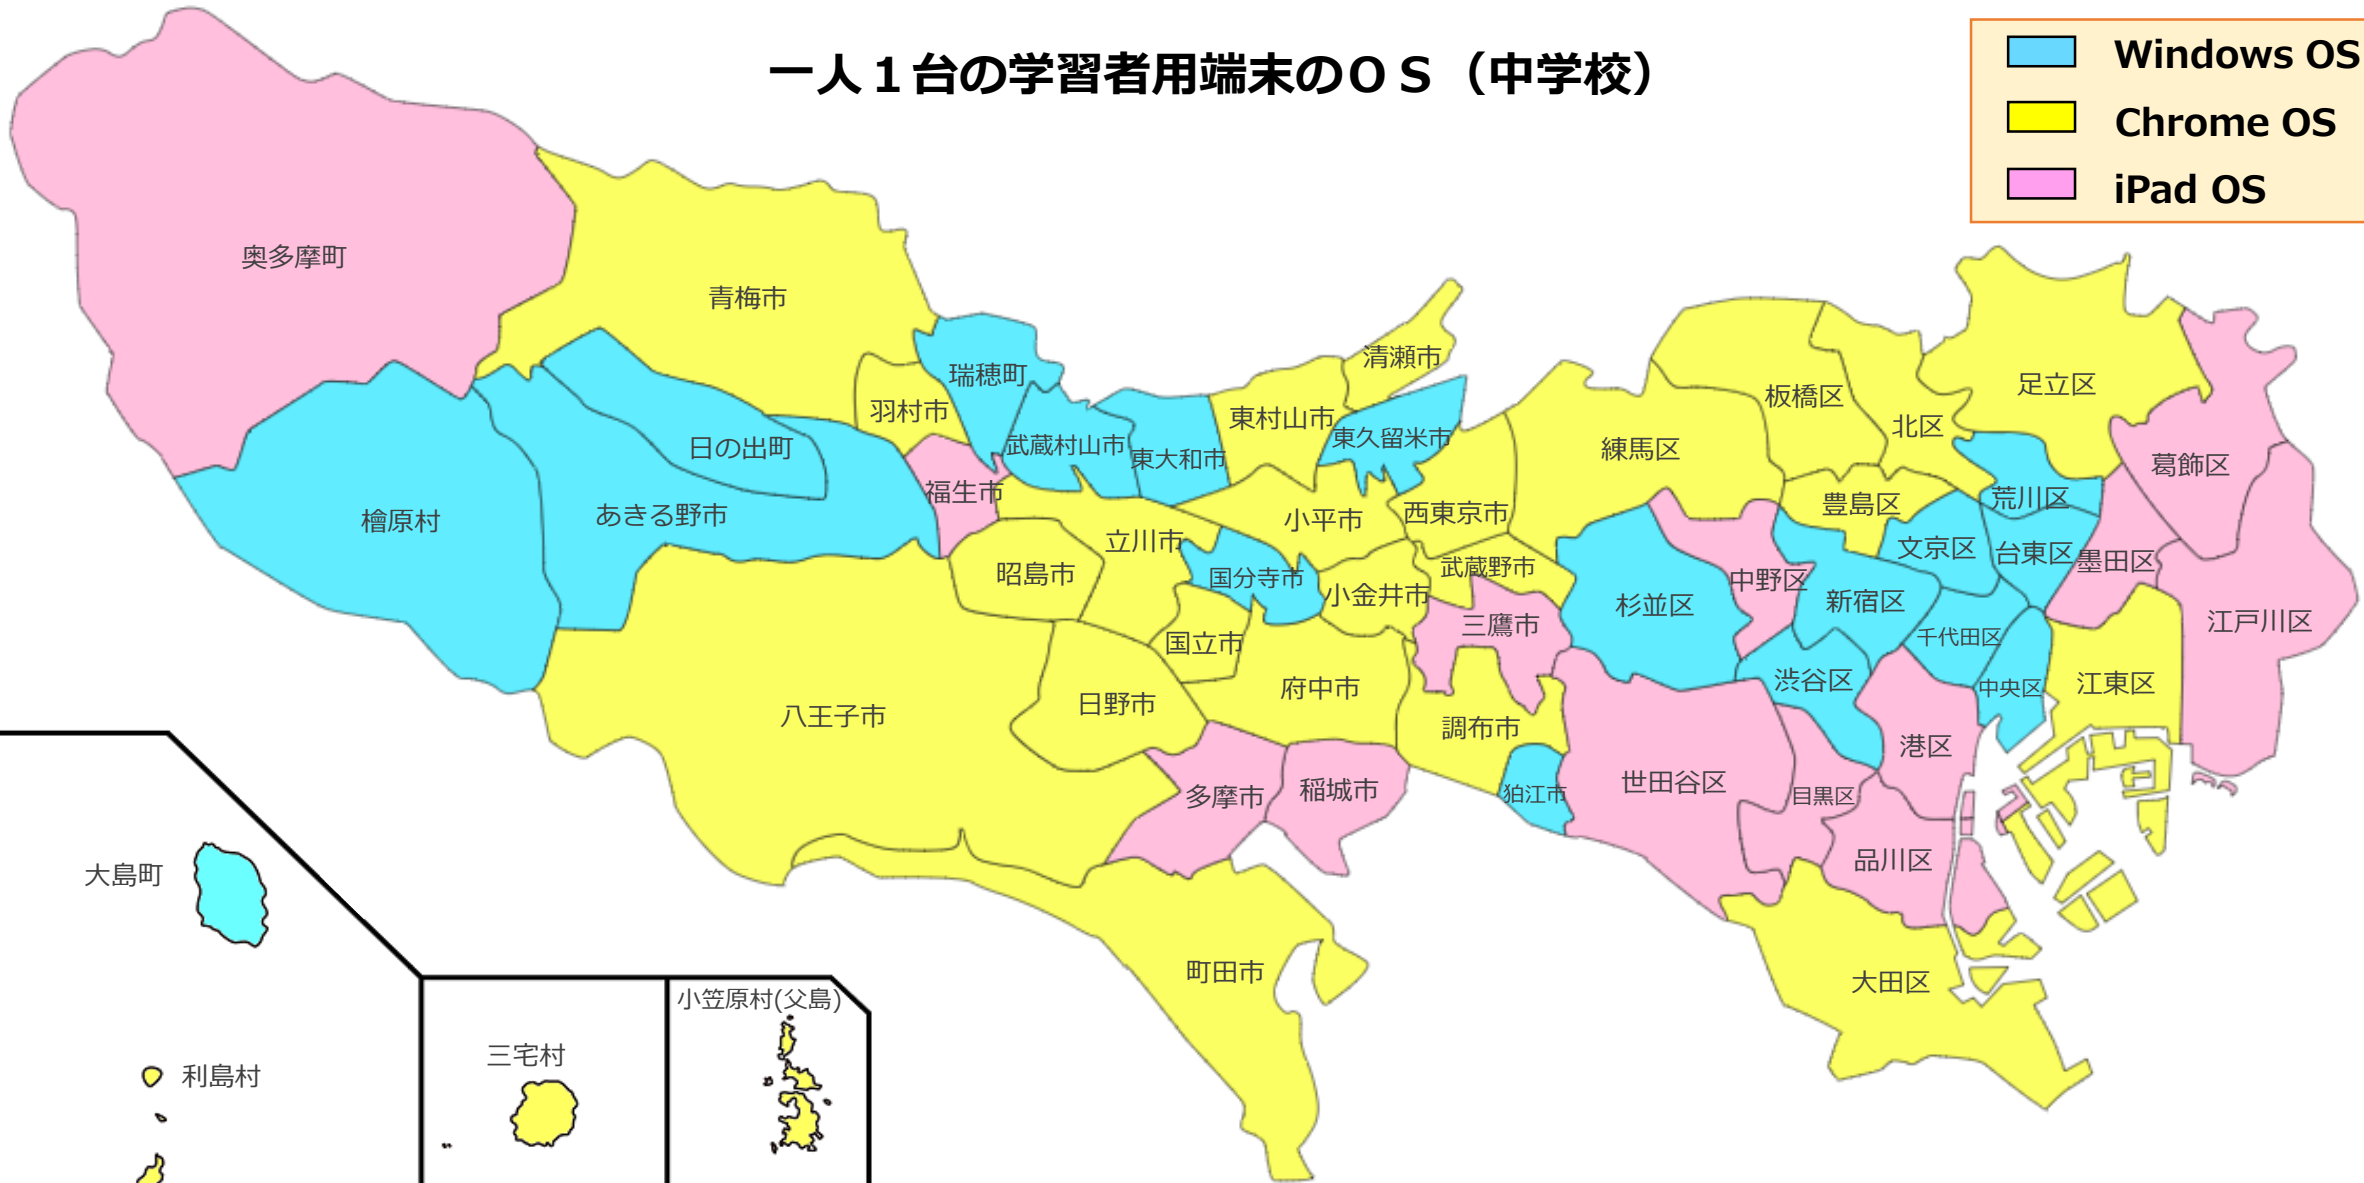 一人１台の学習者用端末のＯＳ（中学校）
Windows OS
Chrome OS
iPad OS
奥多摩町
青梅市
瑞穂町
清瀬市
羽村市
日の出町
武蔵村山市
東大和市
東村山市
東久留米市
練馬区
板橋区
北区
足立区
葛飾区
檜原村
あきる野市
福生市
立川市
小平市
西東京市
豊島区
荒川区
文京区
台東区
墨田区
昭島市
国分寺市
小金井市
武蔵野市
杉並区
中野区
新宿区
千代田区
江戸川区
国立市
三鷹市
渋谷区
中央区
江東区
八王子市
日野市
府中市
調布市
港区
多摩市
稲城市
狛江市
世田谷区
目黒区
品川区
大島町
町田市
大田区
利島村
三宅村
小笠原村(父島)